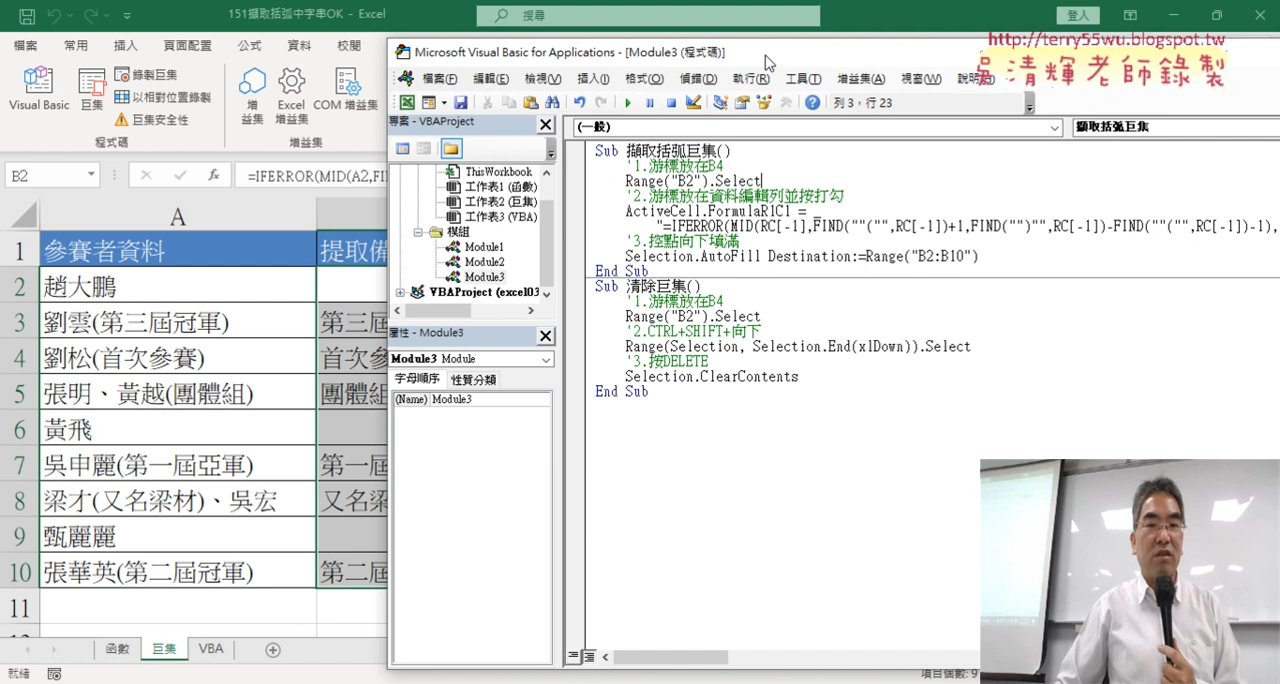 151擷取括弧中字串OK - Excel
搜尋
登入
http://terry55wu.blogspot.tw
吳清輝老師錄製
檔案 常用 插入 頁面配置 公式 資料 校閱
Visual Basic
巨集
錄製巨集
以相對位置錄製
巨集安全性
程式碼
增益集
Excel 增益集
COM 增益集
增益集
B2
=IFERROR(MID(A2,FI
A
1 參賽者資料 提取備
2 趙大鵬
3 劉雲(第三屆冠軍) 第三屆
4 劉松(首次參賽) 首次參
5 張明、黃越(團體組) 團體組
6 黃飛
7 吳申麗(第一屆亞軍) 第一屆
8 梁才(又名梁材)、吳宏 又名梁
9 甄麗麗
10 張華英(第二屆冠軍) 第二屆
11
函數 巨集 VBA
就緒
項目個數: 9
Microsoft Visual Basic for Applications - [Module3 (程式碼)]
檔案(F) 編輯(E) 檢視(V) 插入(I) 格式(O) 偵錯(D) 執行(R) 工具(T) 增益集(A) 視窗(W)
列 3，行 23
專案 - VBAProject
ThisWorkbook
工作表1 (函數)
工作表2 (巨集)
工作表3 (VBA)
模組
Module1
Module2
Module3
VBAProject (excel03
屬性 - Module3
Module3 Module
字母順序 性質分類
(Name) Module3
(一般) 擷取括弧巨集
Sub 擷取括弧巨集()
'1.游標放在B4
Range("B2").Select
'2.游標放在資料編輯列並按打勾
ActiveCell.FormulaR1C1 = _
"=IFERROR(MID(RC[-1],FIND(""("",RC[-1])+1,FIND("")"",RC[-1])-FIND(""("",RC[-1])-1),
'3.控點向下填滿
Selection.AutoFill Destination:=Range("B2:B10")
End Sub
Sub 清除巨集()
'1.游標放在B4
Range("B2").Select
'2.CTRL+SHIFT+向下
Range(Selection, Selection.End(xlDown)).Select
'3.按DELETE
Selection.ClearContents
End Sub